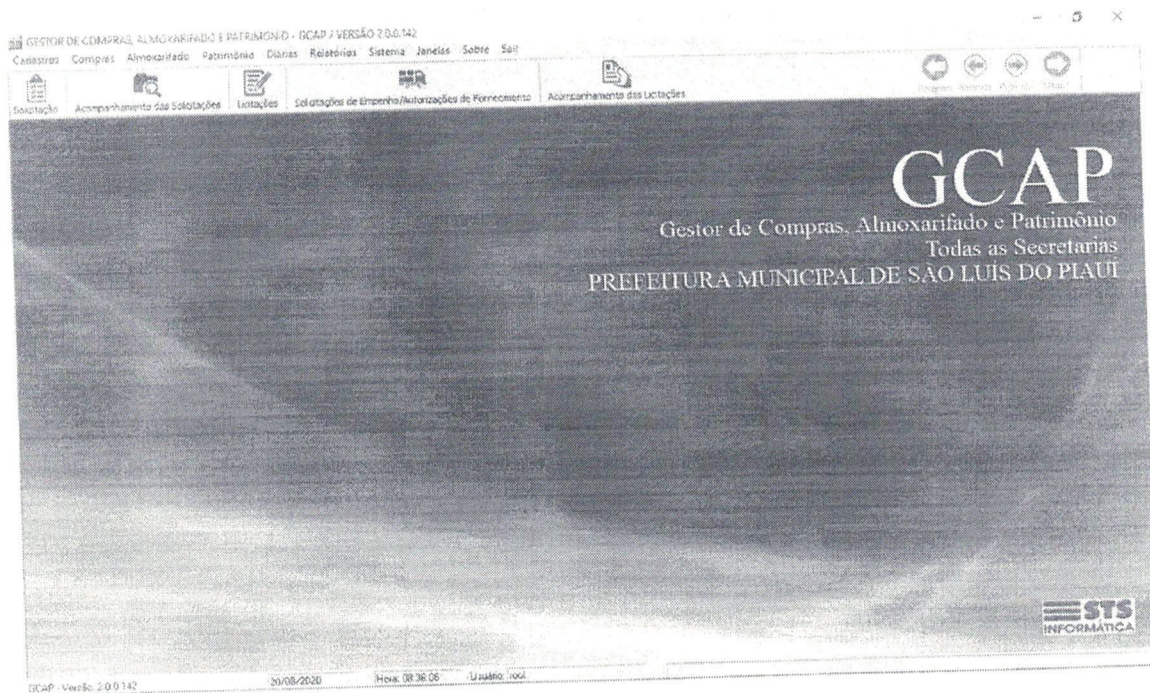 GESTOR DE COMPRAS, ALMOXARIFADO E PATRIMONIO - GCAP / VERSÃO 2.0.0.142
Cadastros Compras Almoxarifado Patrimônio Diárias Relatórios Sistema Janelas Sobre Sair
Solicitação Acompanhamento das Solicitações Licitações Solicitações de Empenho/Autorizações de Fornecimento Acompanhamento das Licitações
GCAP
Gestor de Compras, Almoxarifado e Patrimônio
Todas as Secretarias
PREFEITURA MUNICIPAL DE SÃO LUÍS DO PIAUÍ
STS
INFORMÁTICA
GCAP - Versão: 2.0.0.142 20/08/2020 Hora: 08:36:06 Usuário: root